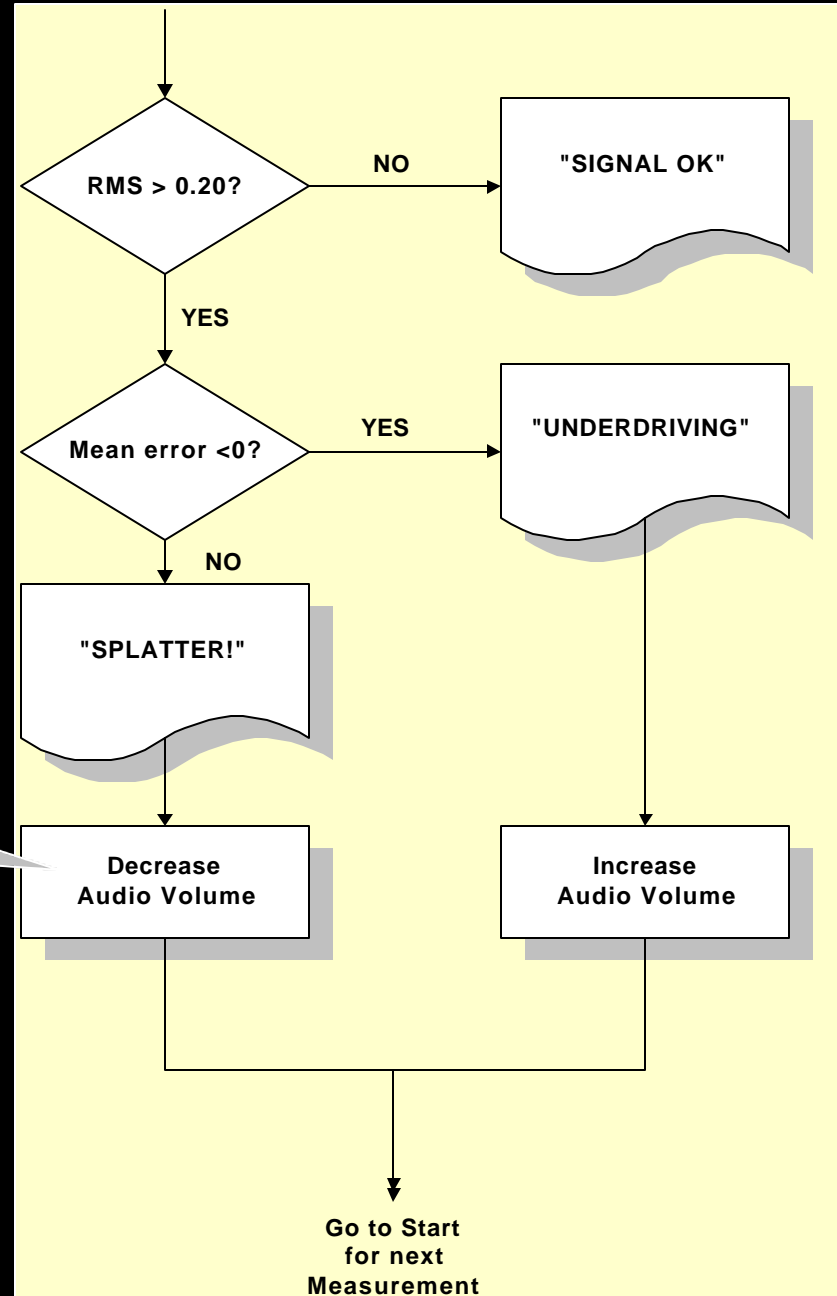 RMS > 0.20?
NO
"SIGNAL OK"
YES
Mean error <0?
YES
"UNDERDRIVING"
NO
"SPLATTER!"
Decrease
Audio Volume
Increase
Audio Volume
Go to Start
for next
Measurement